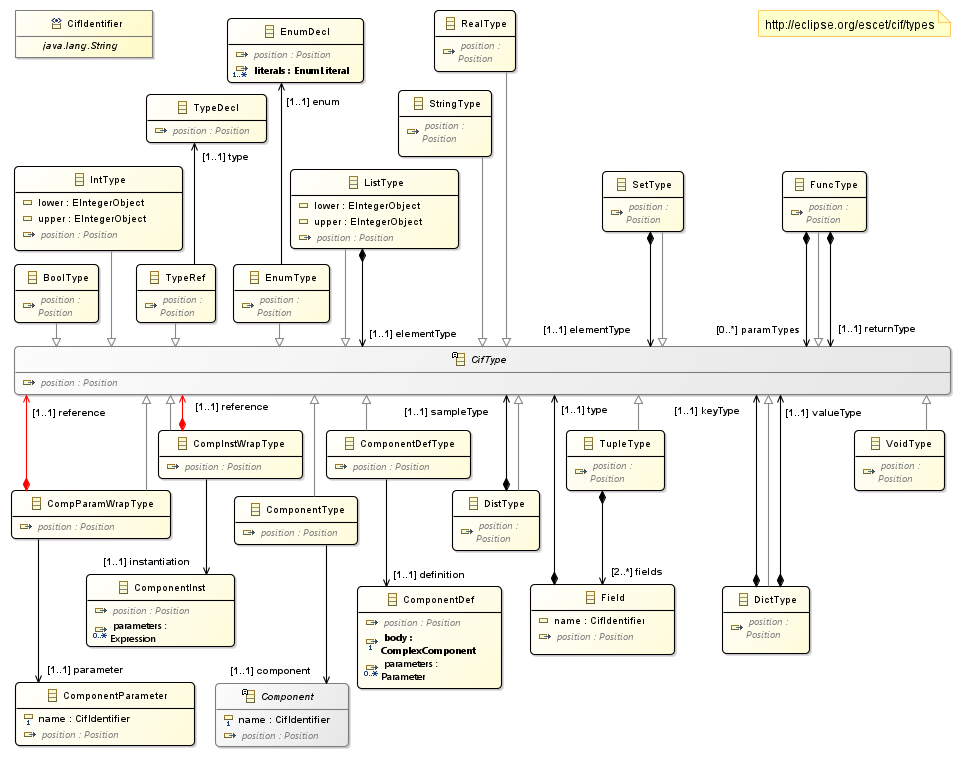 CifIdentifier
java.lang.String
EnumDecl
position : Position
1..*
literals : EnumLiteral
RealType
position :
Position
http://eclipse.org/escet/cif/types
[1..1] enum
TypeDecl
position : Position
StringType
position :
Position
[1..1] type
IntType
lower : EIntegerObject
upper : EIntegerObject
position : Position
ListType
lower : EIntegerObject
upper : EIntegerObject
position : Position
SetType
position :
Position
FuncType
position :
Position
BoolType
position :
Position
TypeRef
position :
Position
EnumType
position :
Position
[1..1] elementType
[1..1] elementType
[0..*] paramTypes
[1..1] returnType
CifType
position : Position
[1..1] reference
[1..1] reference
[1..1] sampleType
[1..1] type
[1..1] keyType
[1..1] valueType
CompInstWrapType
position : Position
ComponentDefType
position : Position
TupleType
position :
Position
VoidType
position :
Position
CompParamWrapType
position : Position
ComponentType
position : Position
DistType
position :
Position
[1..1] instantiation
[1..1] definition
[2..*] fields
ComponentInst
position : Position
0..*
parameters :
Expression
ComponentDef
position : Position
1
body :
ComplexComponent
0..*
parameters :
Parameter
Field
name : CifIdentifier
position : Position
DictType
position :
Position
[1..1] parameter
[1..1] component
ComponentParameter
1
name : CifIdentifier
position : Position
Component
1
name : CifIdentifier
position : Position